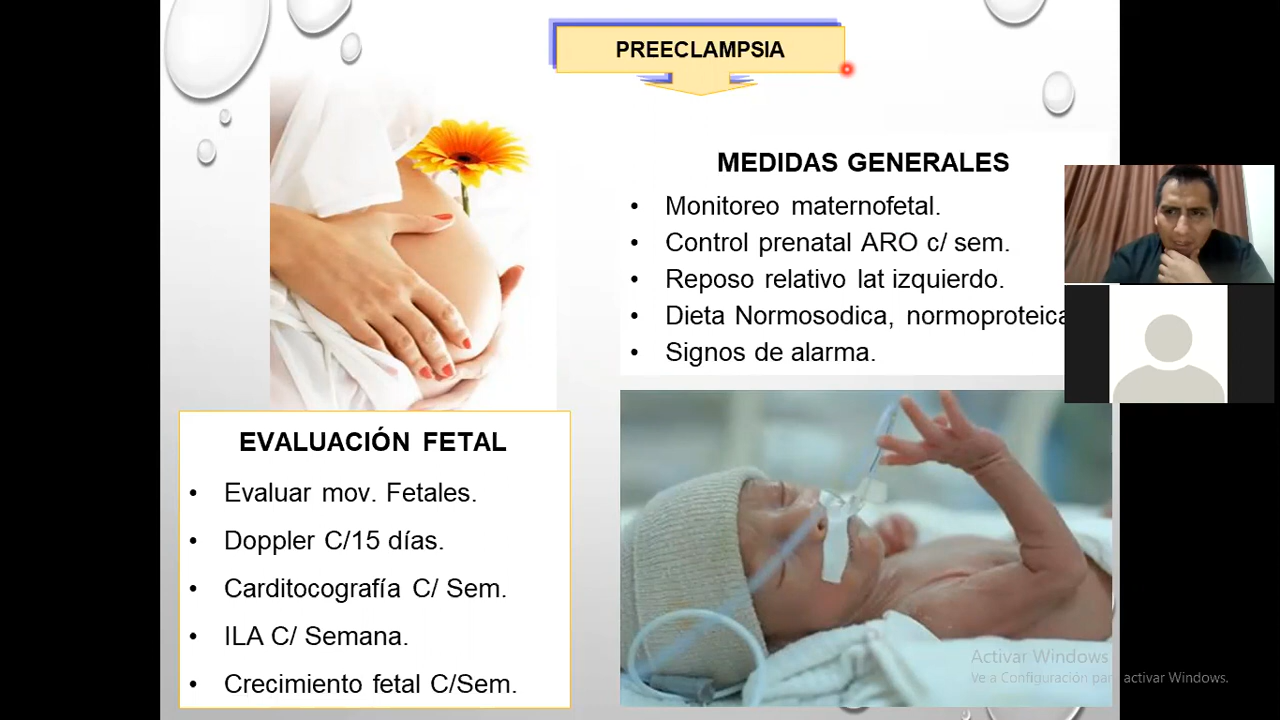 PREECLAMPSIA
MEDIDAS GENERALES
• Monitoreo maternofetal.
• Control prenatal ARO c/ sem.
• Reposo relativo lat izquierdo.
• Dieta Normosodica, normoproteica
• Signos de alarma.
EVALUACIÓN FETAL
• Evaluar mov. Fetales.
• Doppler C/15 días.
• Carditocografía C/ Sem.
• ILA C/ Semana.
• Crecimiento fetal C/Sem.
Activar Windows
Ve a Configuración para activar Windows.